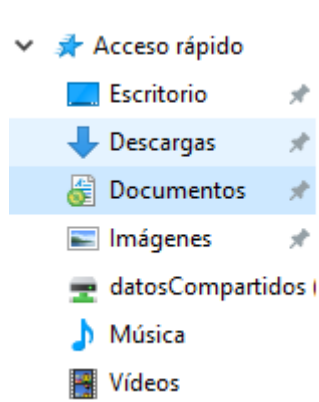 Acceso rápido
Escritorio
Descargas
Documentos
Imágenes
datosCompartidos (
Música
Vídeos